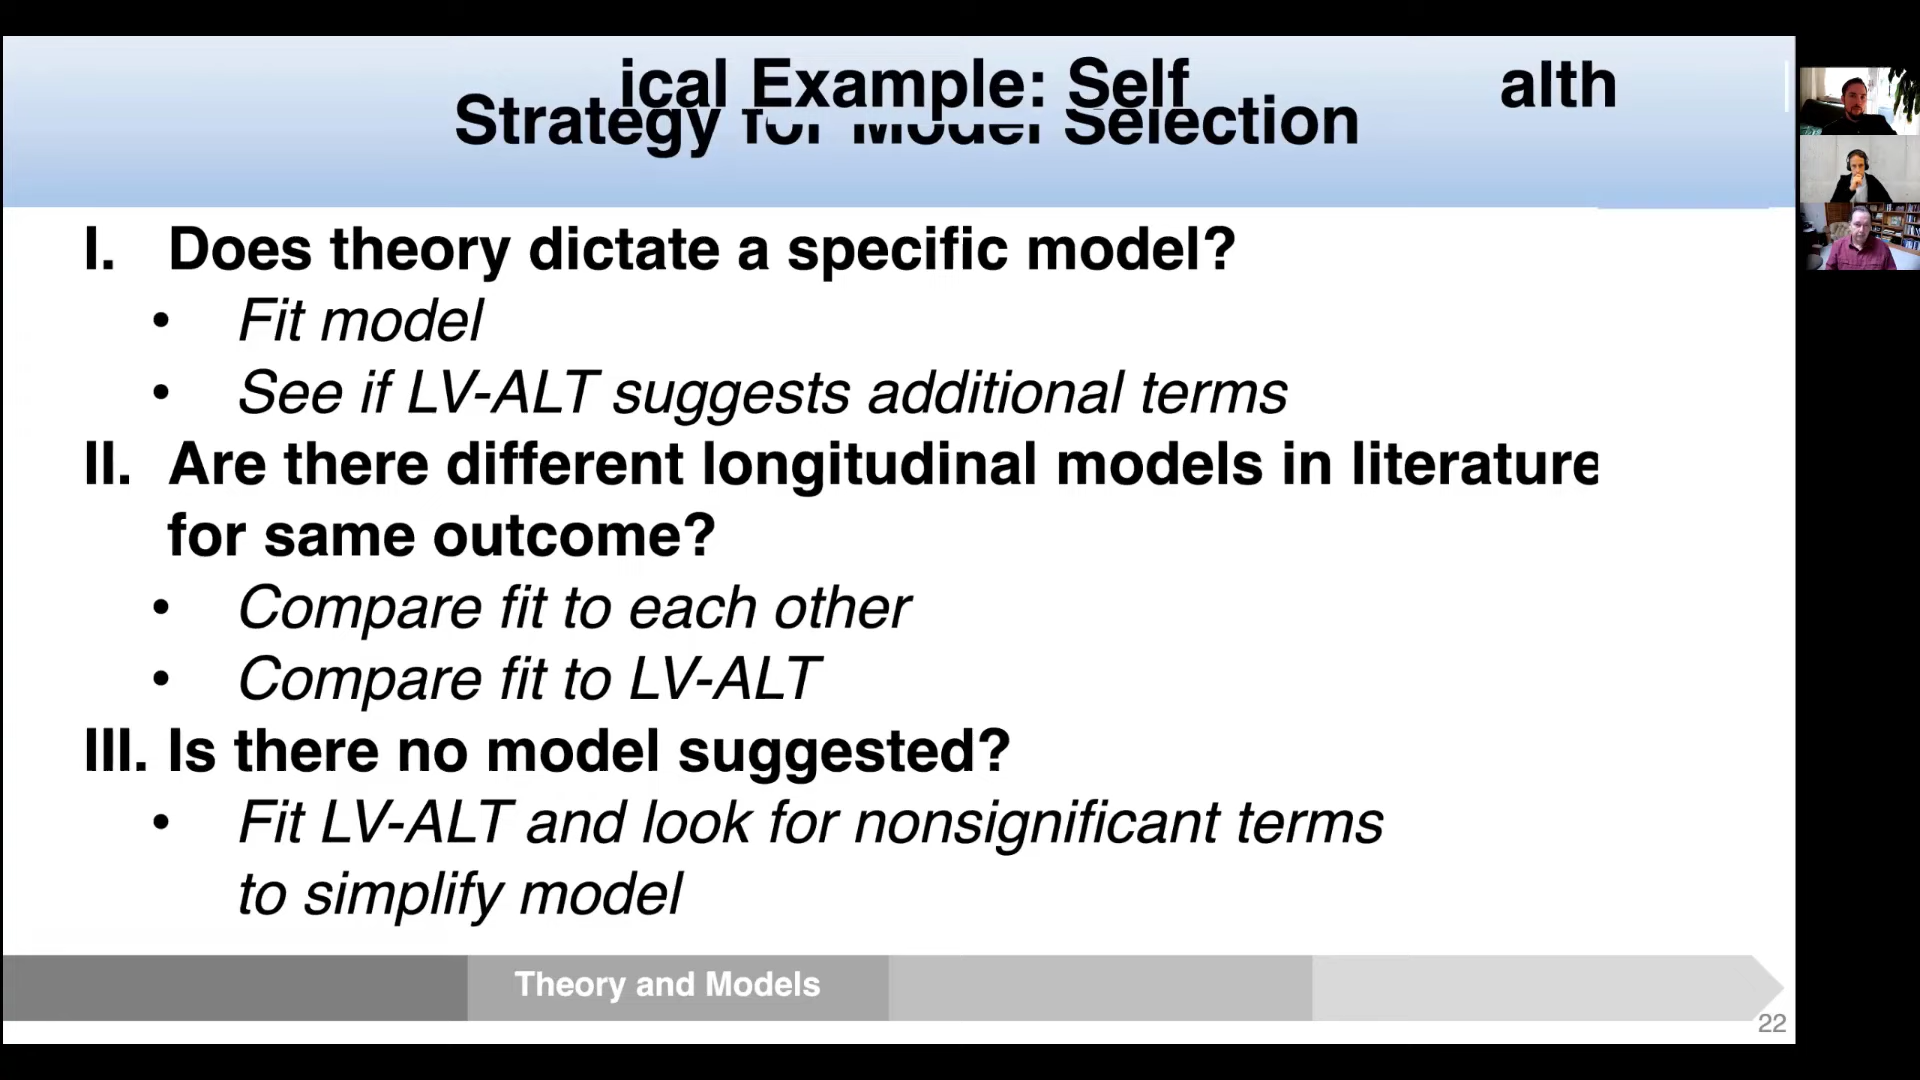 ical Example: Self alth
Strategy for Model Selection
I. Does theory dictate a specific model?
• Fit model
• See if LV-ALT suggests additional terms
II. Are there different longitudinal models in literature
for same outcome?
• Compare fit to each other
• Compare fit to LV-ALT
III. Is there no model suggested?
• Fit LV-ALT and look for nonsignificant terms
to simplify model
Theory and Models
22